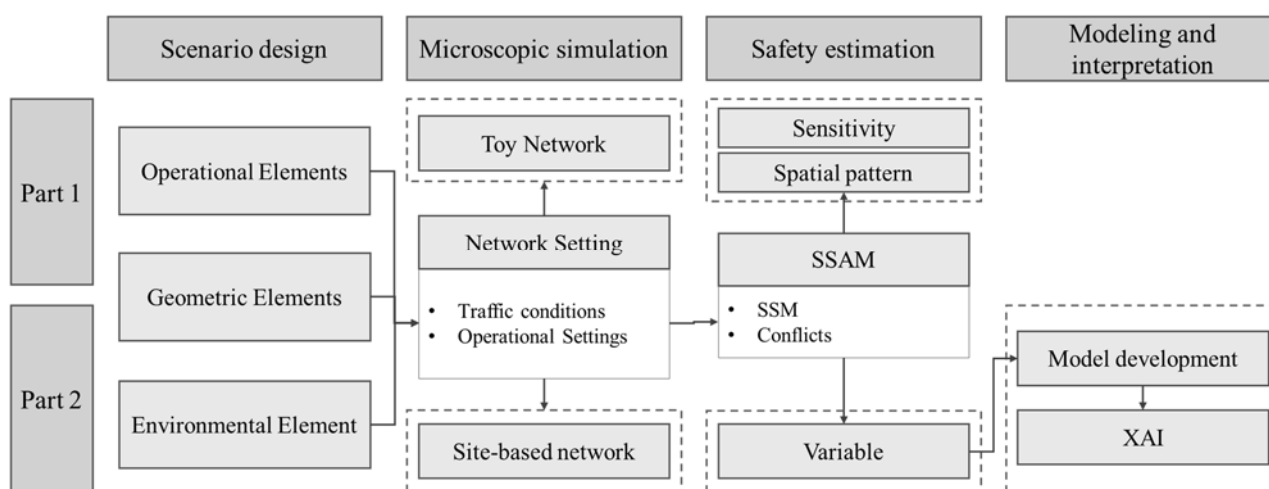 Scenario design
Microscopic simulation
Safety estimation
Modeling and
interpretation
Part 1
Part 2
Operational Elements
Geometric Elements
Environmental Element
Toy Network
Network Setting
• Traffic conditions
• Operational Settings
Site-based network
Sensitivity
Spatial pattern
SSAM
• SSM
• Conflicts
Variable
Model development
XAI